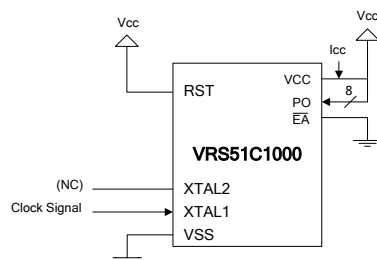 Vcc
Vcc
Icc
VCC
8
RST
PO
EA
VRS51C1000
(NC)
XTAL2
Clock Signal
XTAL1
VSS